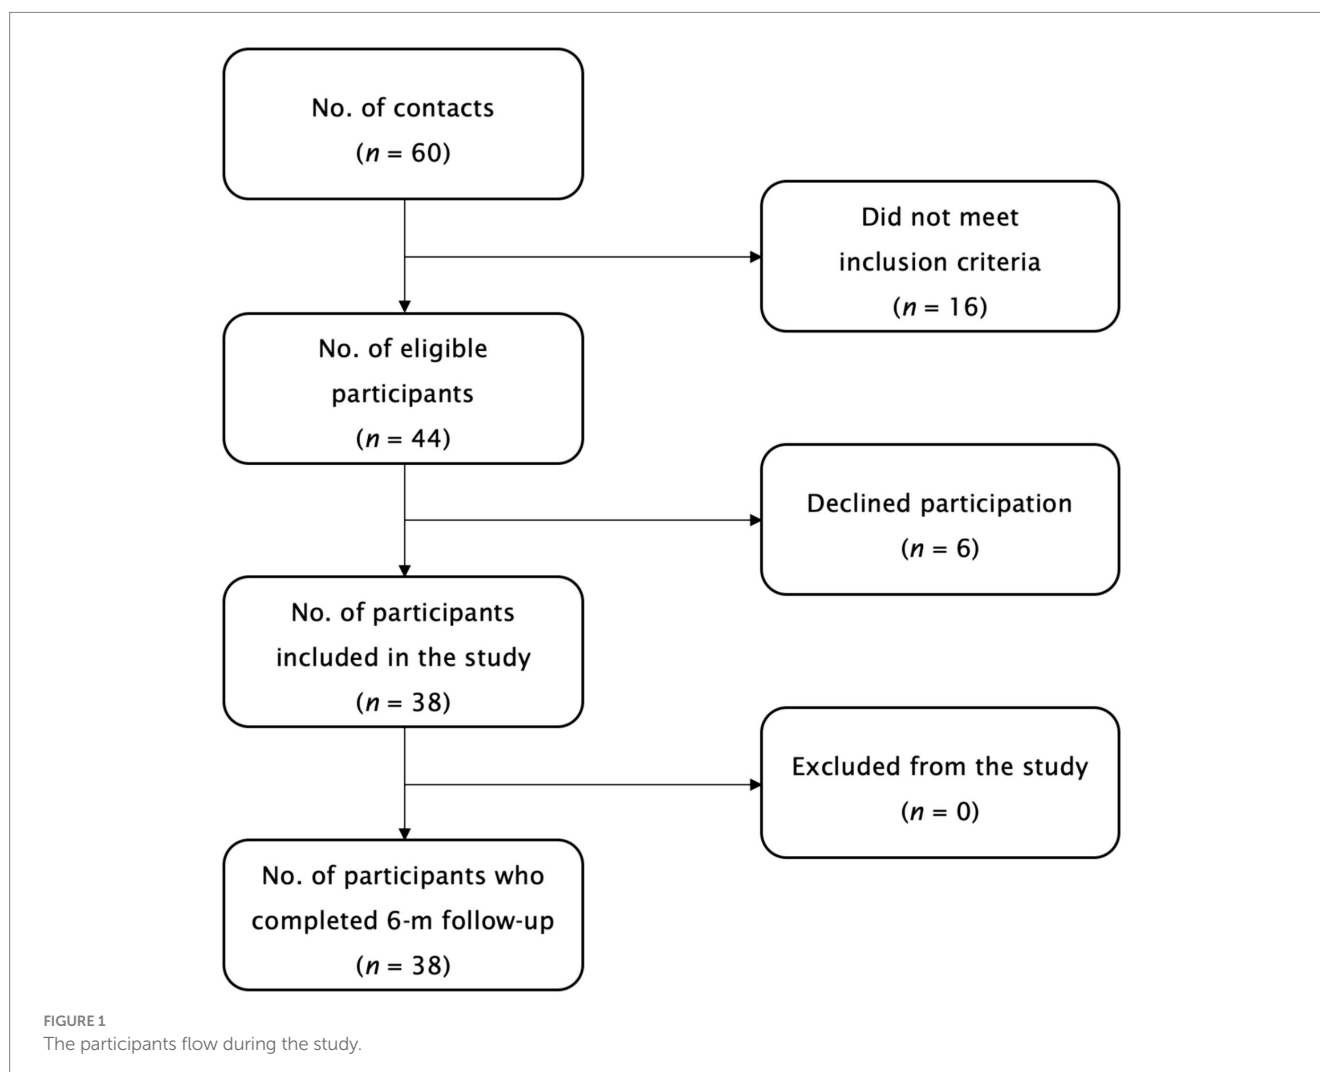 No. of contacts
(n = 60)
Did not meet
inclusion criteria
(n = 16)
No. of eligible
participants
(n = 44)
Declined participation
(n = 6)
No. of participants
included in the study
(n = 38)
Excluded from the study
(n = 0)
No. of participants who
completed 6-m follow-up
(n = 38)
FIGURE 1
The participants flow during the study.